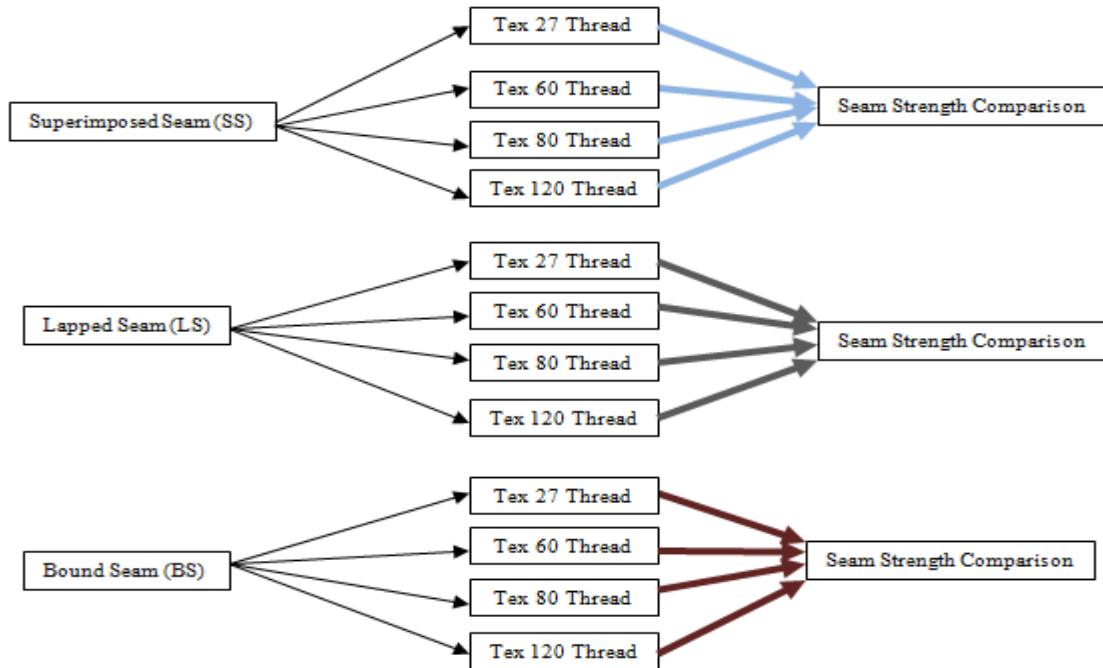 Superimposed Seam (SS)
Tex 27 Thread
Tex 60 Thread
Tex 80 Thread
Tex 120 Thread
Seam Strength Comparison
Lapped Seam (LS)
Tex 27 Thread
Tex 60 Thread
Tex 80 Thread
Tex 120 Thread
Seam Strength Comparison
Bound Seam (BS)
Tex 27 Thread
Tex 60 Thread
Tex 80 Thread
Tex 120 Thread
Seam Strength Comparison